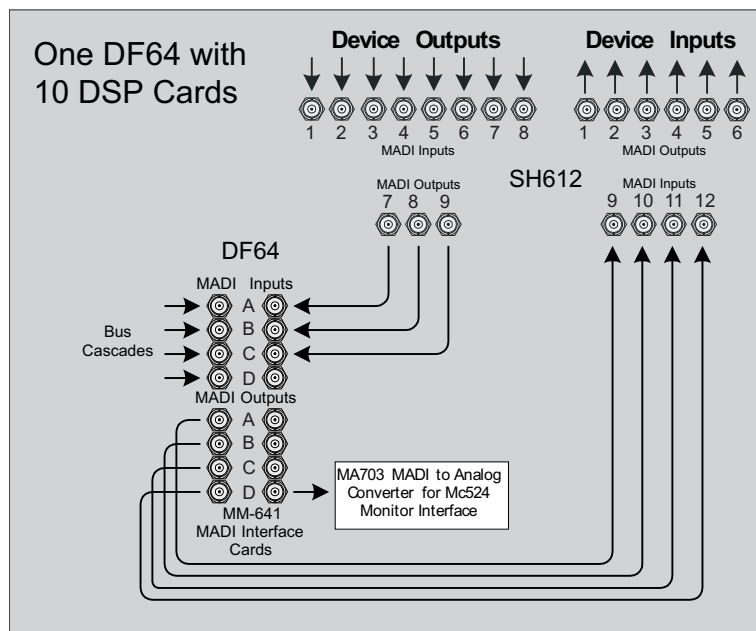 One DF64 with
10 DSP Cards
Device Outputs
Device Inputs
1 2 3 4 5 6 7 8
MADI Inputs
1 2 3 4 5 6
MADI Outputs
SH612
MADI Outputs
7 8 9
MADI Inputs
9 10 11 12
DF64
MADI Inputs
A
B
C
D
Bus
Cascades
MADI Outputs
A
B
C
D
MM-641
MADI Interface
Cards
MA703 MADI to Analog
Converter for Mc524
Monitor Interface